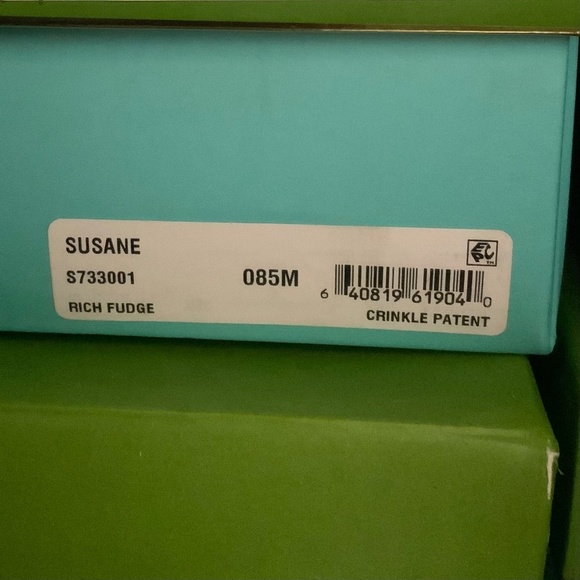 SUSANE
S733001
085M
6 40819 61904 0
RICH FUDGE
CRINKLE PATENT